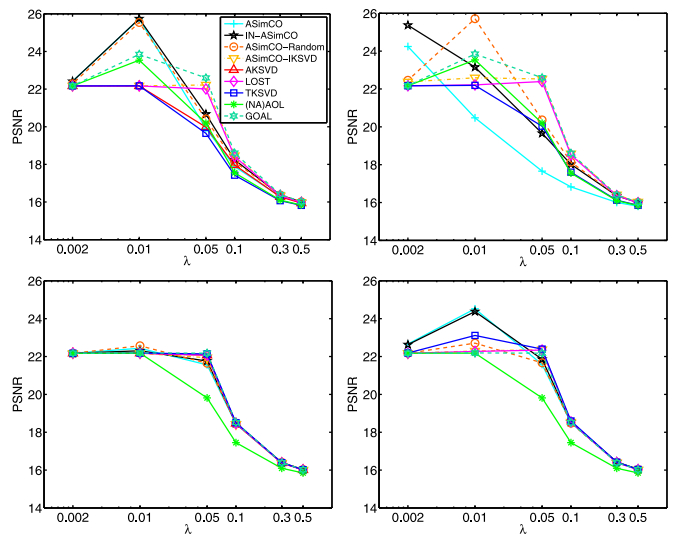 26
24
22
20
18
16
14
PSNR
0.002 0.01 0.05 0.1 0.3 0.5
λ
ASimCO
IN−ASimCO
ASimCO−Random
ASimCO−IKSVD
AKSVD
LOST
TKSVD
(NA)AOL
GOAL
26
24
22
20
18
16
14
PSNR
0.002 0.01 0.05 0.1 0.3 0.5
λ
26
24
22
20
18
16
14
PSNR
0.002 0.01 0.05 0.1 0.3 0.5
λ
26
24
22
20
18
16
14
PSNR
0.002 0.01 0.05 0.1 0.3 0.5
λ